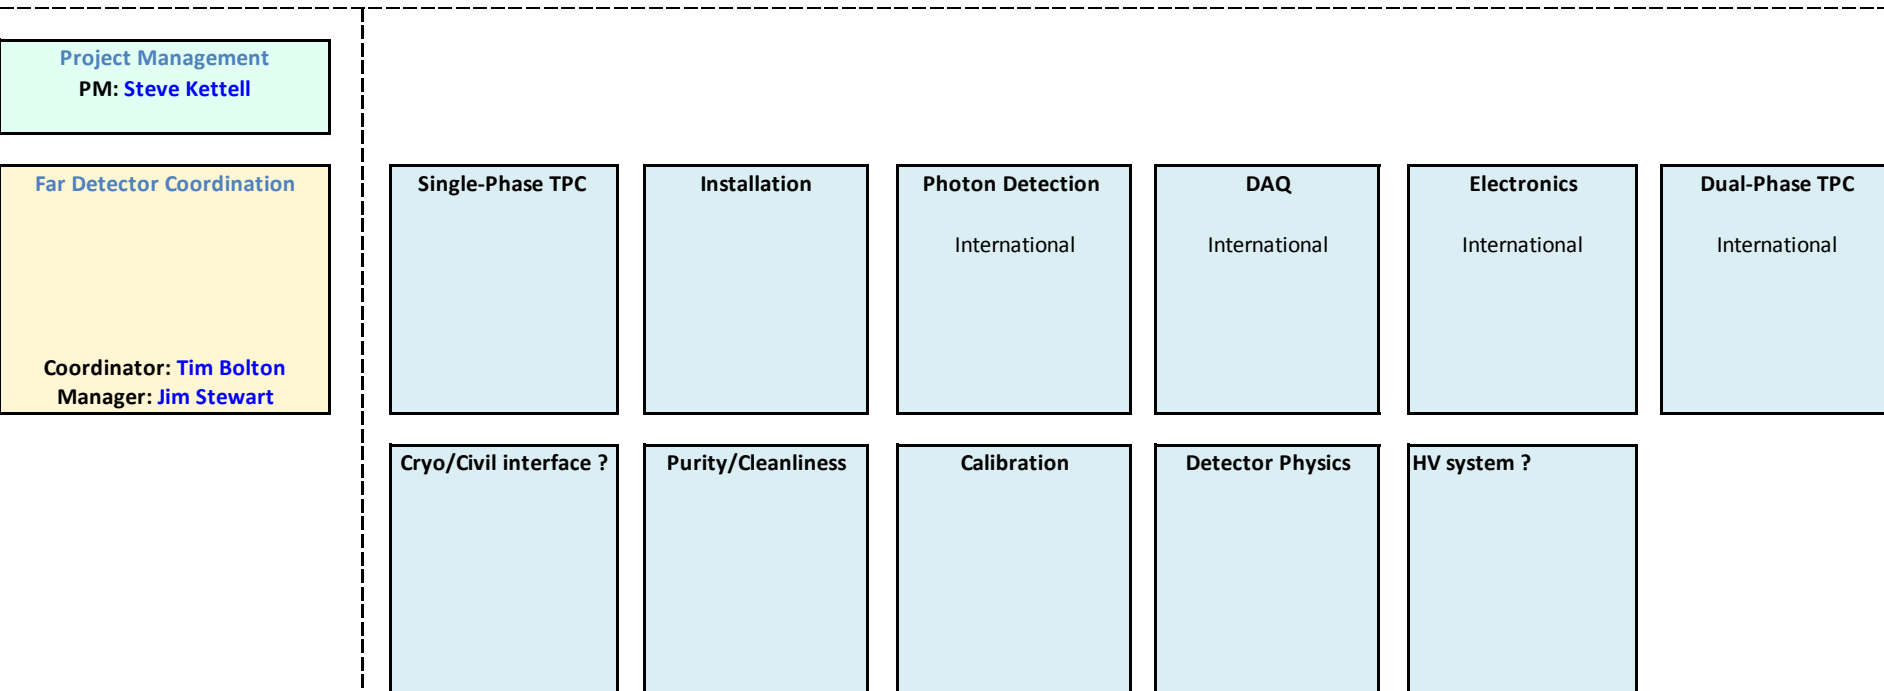 Project Management
PM: Steve Kettell
Far Detector Coordination
Coordinator: Tim Bolton
Manager: Jim Stewart
Single-Phase TPC
Installation
Photon Detection
International
DAQ
International
Electronics
International
Dual-Phase TPC
International
Cryo/Civil interface ?
Purity/Cleanliness
Calibration
Detector Physics
HV system ?